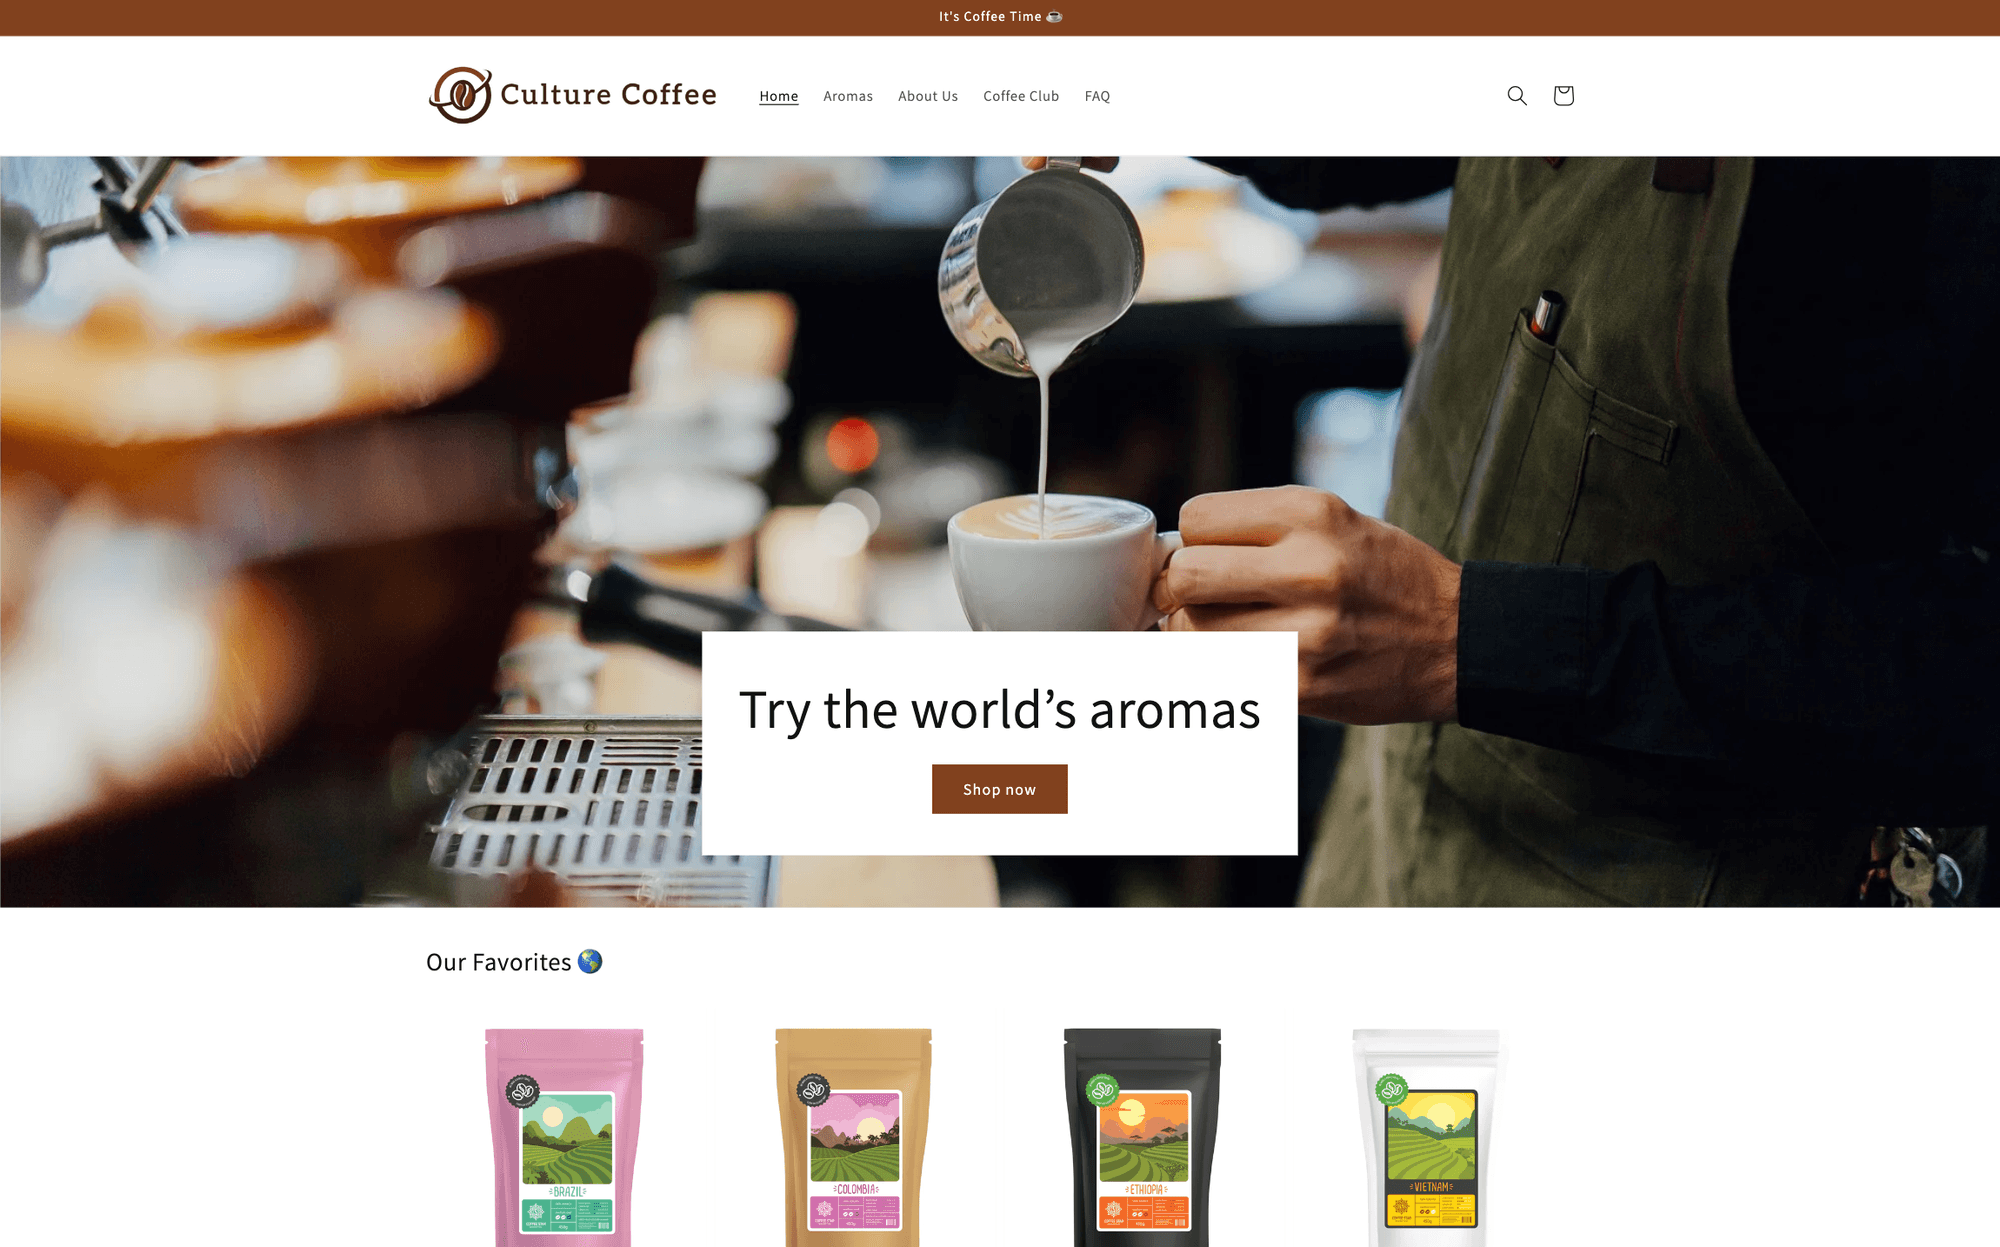 It's Coffee Time ☕
Culture Coffee
Home Aromas About Us Coffee Club FAQ
Try the world’s aromas
Shop now
Our Favorites 🌎
BRAZIL
COLOMBIA
ETHIOPIA
VIETNAM